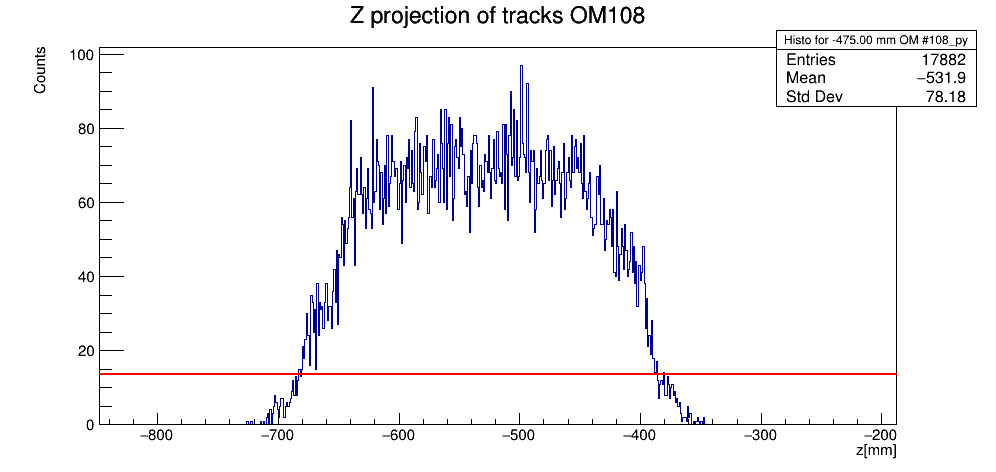 Z projection of tracks OM108
Histo for -475.00 mm OM #108_py
Entries 17882
Mean −531.9
Std Dev 78.18
Counts
100
80
60
40
20
0
−800 −700 −600 −500 −400 −300 −200
z[mm]